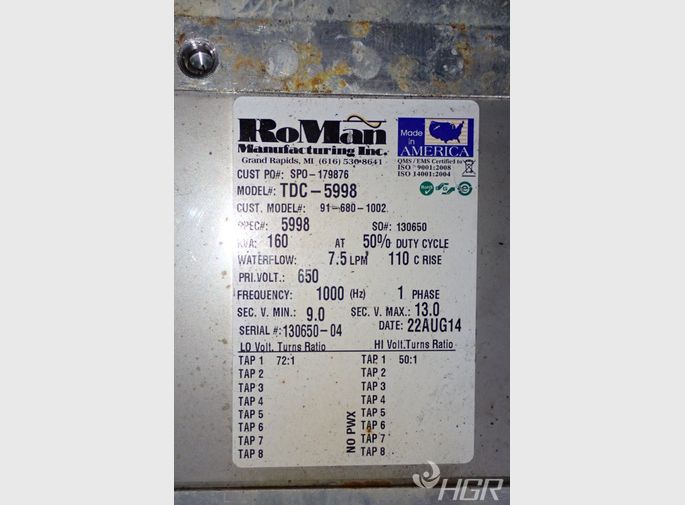 RoMan
Manufacturing Inc.
Grand Rapids, MI (616) 530-8641
Made in
AMERICA
QMS / EMS Certified to
ISO 9001:2008
ISO 14001:2004
CUST PO#: SPO-179876
MODEL#: TDC-5998
CUST. MODEL#: 91-680-1002
SPEC#: 5998 SO#: 130650
KVA: 160 AT 50% DUTY CYCLE
WATERFLOW: 7.5 LPM 110 C RISE
PRI.VOLT.: 650
FREQUENCY: 1000 (Hz) 1 PHASE
SEC. V. MIN.: 9.0 SEC. V. MAX.: 13.0
SERIAL #: 130650-04 DATE: 22AUG14
LO Volt. Turns Ratio HI Volt. Turns Ratio
TAP 1 72:1 TAP 1 50:1
TAP 2 TAP 2
TAP 3 TAP 3
TAP 4 TAP 4
TAP 5 TAP 5
TAP 6 TAP 6
TAP 7 TAP 7
TAP 8 TAP 8
NO PWX
HGR